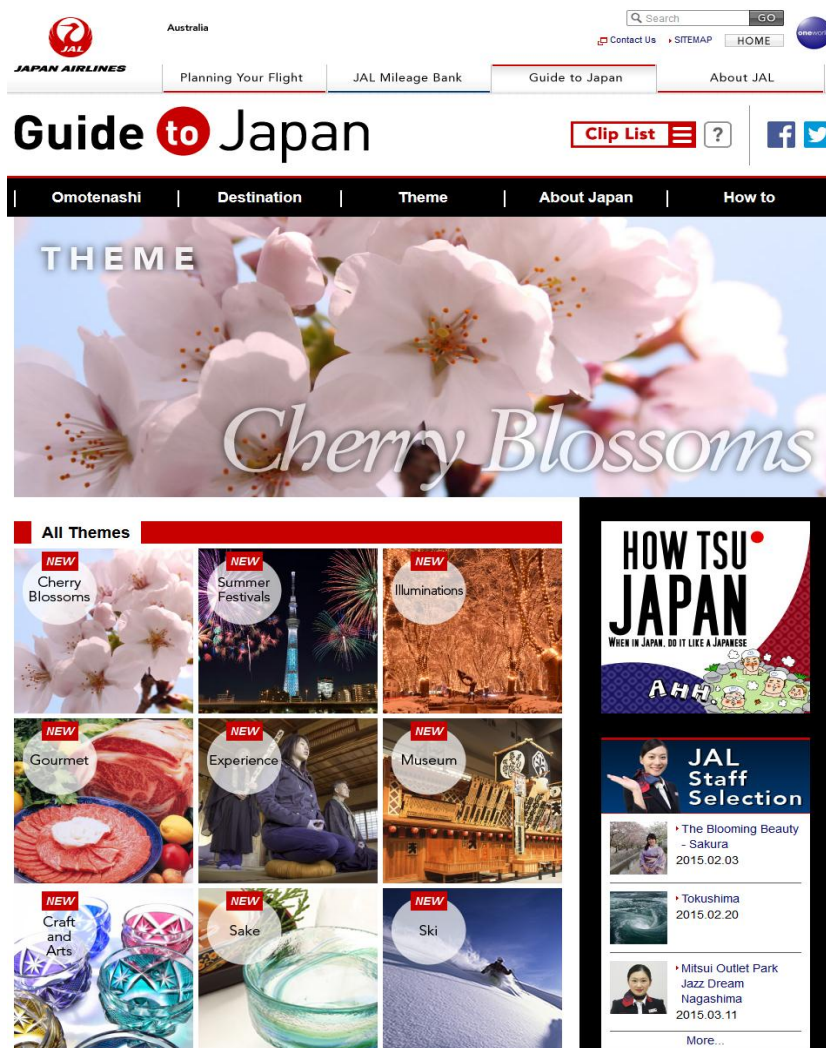 JAL
JAPAN AIRLINES
Australia
Search GO
Contact Us SITEMAP HOME
Planning Your Flight JAL Mileage Bank Guide to Japan About JAL
Guide to Japan
Clip List ?
Omotenashi Destination Theme About Japan How to
THEME
Cherry Blossoms
All Themes
NEW
Cherry
Blossoms
NEW
Summer
Festivals
NEW
Illuminations
NEW
Gourmet
NEW
Experience
NEW
Museum
NEW
Craft
and
Arts
NEW
Sake
NEW
Ski
HOW TSU
JAPAN
WHEN IN JAPAN. DO IT LIKE A JAPANESE
AHH.
JAL
Staff
Selection
The Blooming Beauty
- Sakura
2015.02.03
Tokushima
2015.02.20
Mitsui Outlet Park
Jazz Dream
Nagashima
2015.03.11
More...